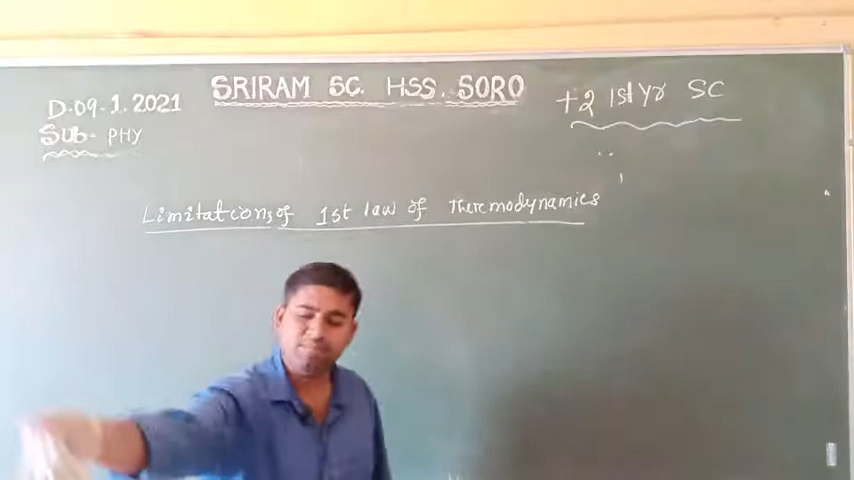 D.09.1.2021
SRIRAM SC. HSS. SORO
+2 1st Yr SC
SUB- PHY
Limitations of 1st law of Thermodynamics